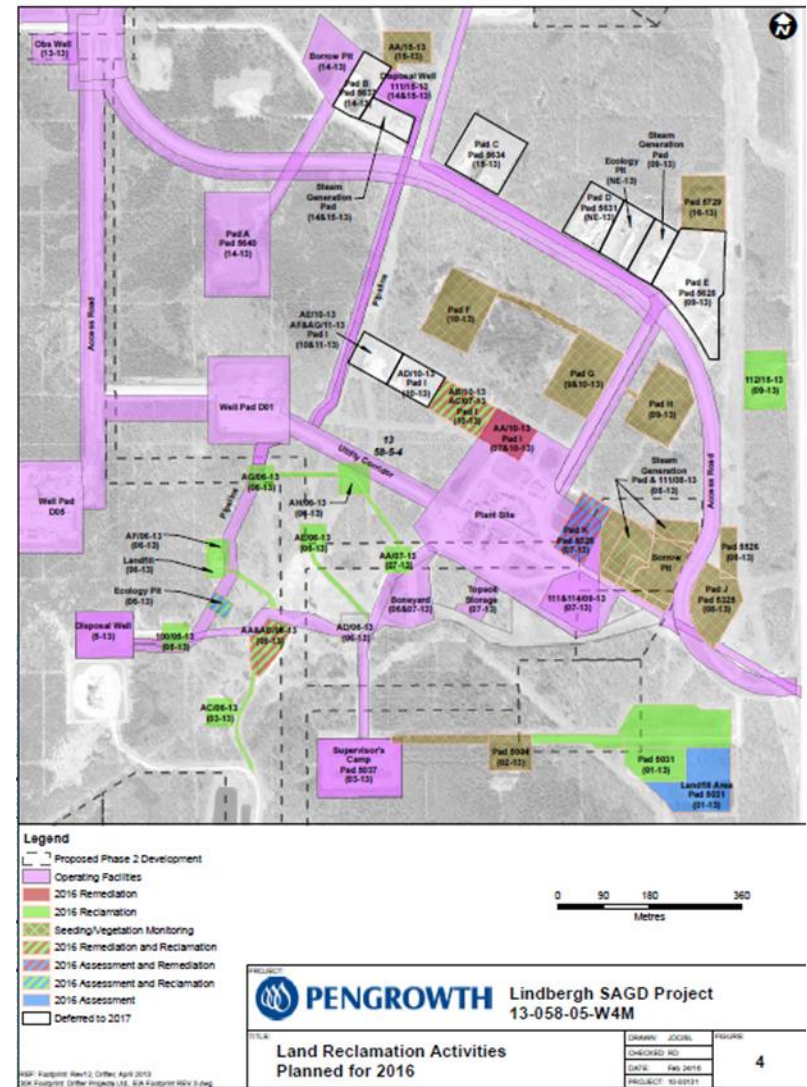 N
Obs Well
(13-13)
Borrow Pit
(14-13)
AA/15-13
(15-13)
Pad B
Pad 5632
(14-13)
Disposal Well
111/15-13
(14&15-13)
Pad C
Pad 5634
(15-13)
Steam
Generation
Pad
(09-13)
Ecology
Pit
(NE-13)
Steam
Generation
Pad
(14&15-13)
Pad A
Pad 5640
(14-13)
Pad D
Pad 5631
(NE-13)
Pad 5729
(16-13)
Pad E
Pad 5628
(09-13)
Access Road
Pipeline
AE/10-13
AF&AG/11-13
Pad I
(10&11-13)
Pad F
(10-13)
AD/10-13
Pad I
(10-13)
AB/10-13
AC/07-13
Pad I
(10-13)
Pad G
(9&10-13)
Pad H
(09-13)
112/15-13
(09-13)
Well Pad D01
AA/10-13
Pad I
(07&10-13)
13
58-5-4
Utility Corridor
Well
Pad
D05
AG/06-13
(06-13)
AH/06-13
(06-13)
Plant Site
Steam
Generation
Pad & 111/08-13
(08-13)
Access Road
Pipeline
AF/06-13
(06-13)
Landfill
(06-13)
AE/06-13
(06-13)
AA/07-13
(07-13)
Pad K
(07-13)
Borrow
Pit
Pad 5526
(08-13)
Ecology Pit
(06-13)
Boneyard
(06&07-13)
Topsoil
Storage
(07-13)
111&114/09-13
(07-13)
Pad J
Pad 5325
(08-13)
Disposal Well
(5-13)
100/05-13
(05-13)
AD/06-13
(06-13)
AC/06-13
(03-13)
Supervisor's
Camp
Pad 5037
(03-13)
Pad 5034
(02-13)
Pad 5031
(01-13)
Landfill Area
Pad 5031
(01-13)
Legend
Proposed Phase 2 Development
Operating Facilities
2016 Remediation
2016 Reclamation
Seeding/Vegetation Monitoring
2016 Remediation and Reclamation
2016 Assessment and Remediation
2016 Assessment and Reclamation
2016 Assessment
Deferred to 2017
0 90 180 360
Metres
PROJECT:
PENGROWTH
Lindbergh SAGD Project
13-058-05-W4M
TITLE:
Land Reclamation Activities
Planned for 2016
DRAWN: JDC/BL
CHECKED: RD
DATE: Feb 24/16
PROJECT: 10-00131
FIGURE:
4
REF: Footprint: Rev12, Drifter, April 2013